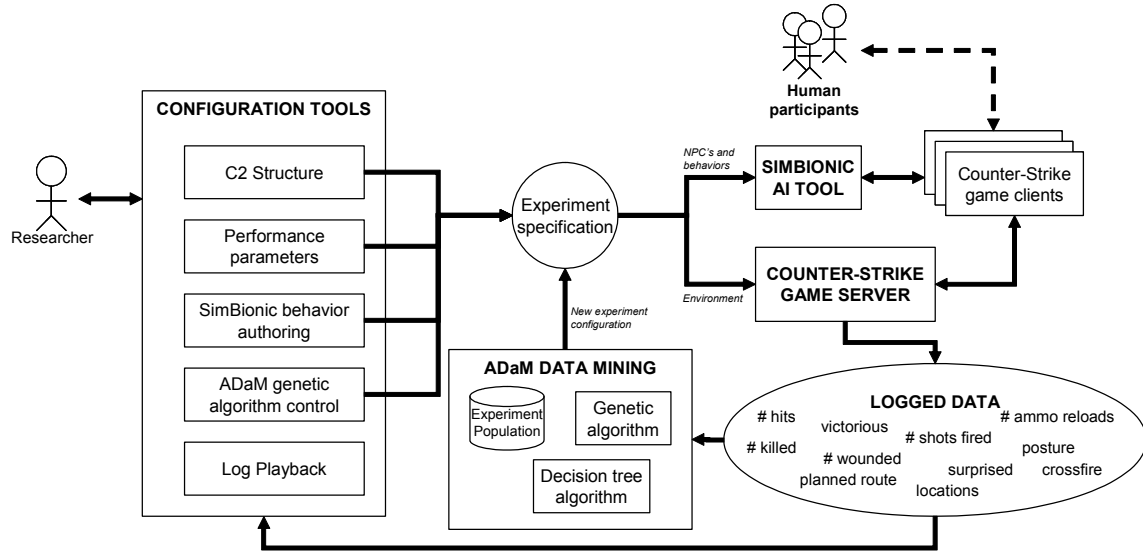 Researcher
CONFIGURATION TOOLS
C2 Structure
Performance
parameters
SimBionic behavior
authoring
ADaM genetic
algorithm control
Log Playback
Experiment
specification
New experiment
configuration
ADaM DATA MINING
Experiment
Population
Genetic
algorithm
Decision tree
algorithm
NPC's and
behaviors
Environment
SIMBIONIC
AI TOOL
COUNTER-STRIKE
GAME SERVER
Human
participants
Counter-Strike
game clients
LOGGED DATA
# hits
victorious
# ammo reloads
# killed
# shots fired
posture
# wounded
surprised
crossfire
planned route
locations